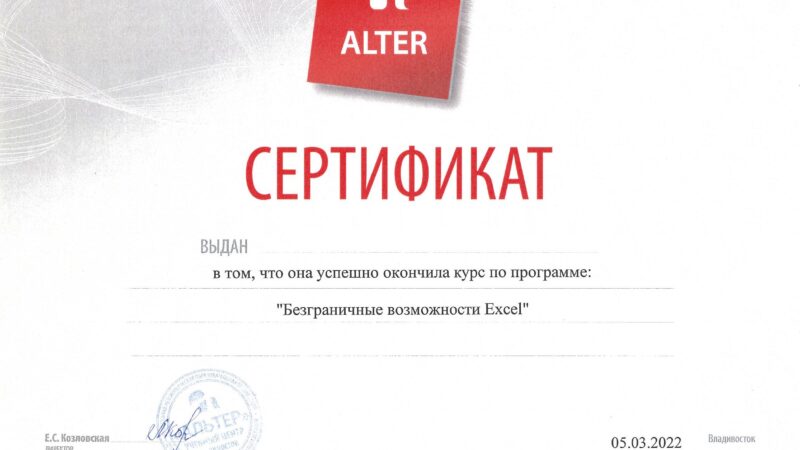 ALTER
СЕРТИФИКАТ
ВЫДАН
в том, что она успешно окончила курс по программе:
"Безграничные возможности Excel"
АЛЬТЕР
Е.С. Козловская
05.03.2022
Владивосток